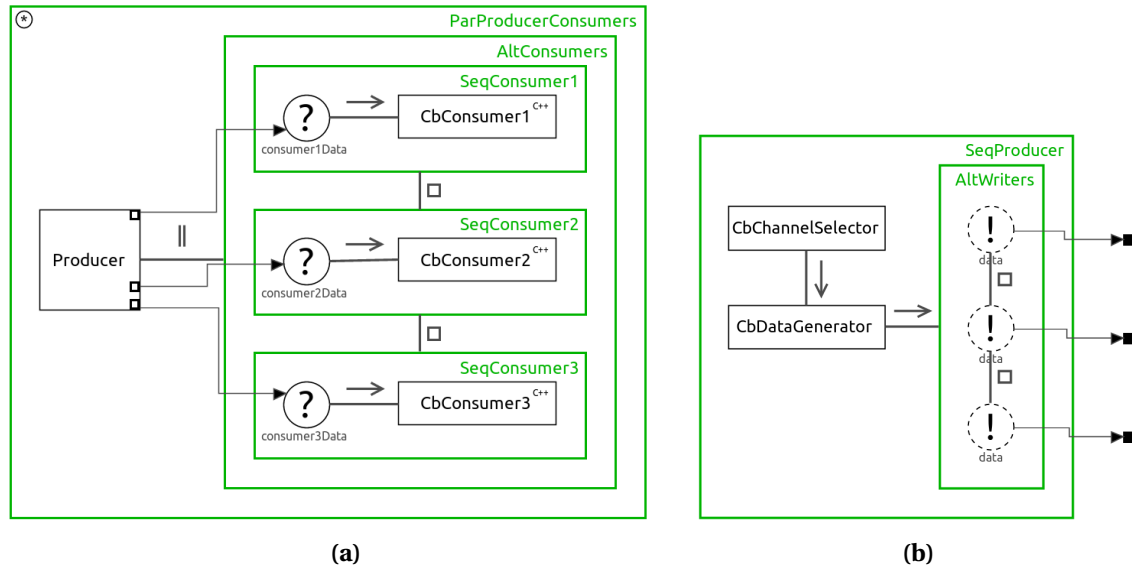 *
ParProducerConsumers
AltConsumers
SeqConsumer1
?
CbConsumer1
C++
consumer1Data
SeqConsumer2
Producer
||
?
CbConsumer2
C++
consumer2Data
SeqConsumer3
?
CbConsumer3
C++
consumer3Data
(a)
SeqProducer
AltWriters
CbChannelSelector
!
data
CbDataGenerator
!
data
!
data
(b)